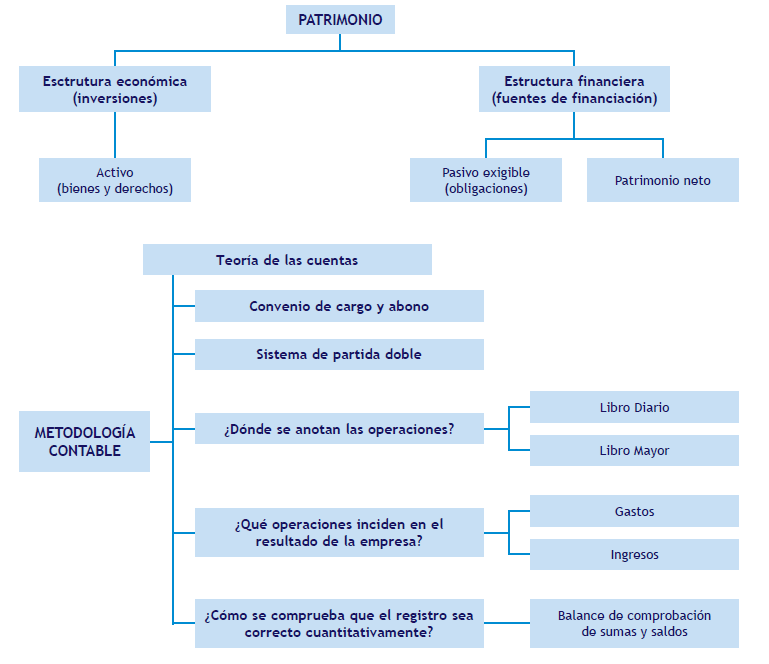 PATRIMONIO
Esctrutura económica
(inversiones)
Estructura financiera
(fuentes de financiación)
Activo
(bienes y derechos)
Pasivo exigible
(obligaciones)
Patrimonio neto
Teoría de las cuentas
Convenio de cargo y abono
Sistema de partida doble
METODOLOGÍA
CONTABLE
¿Dónde se anotan las operaciones?
Libro Diario
Libro Mayor
¿Qué operaciones inciden en el
resultado de la empresa?
Gastos
Ingresos
¿Cómo se comprueba que el registro sea
correcto cuantitativamente?
Balance de comprobación
de sumas y saldos